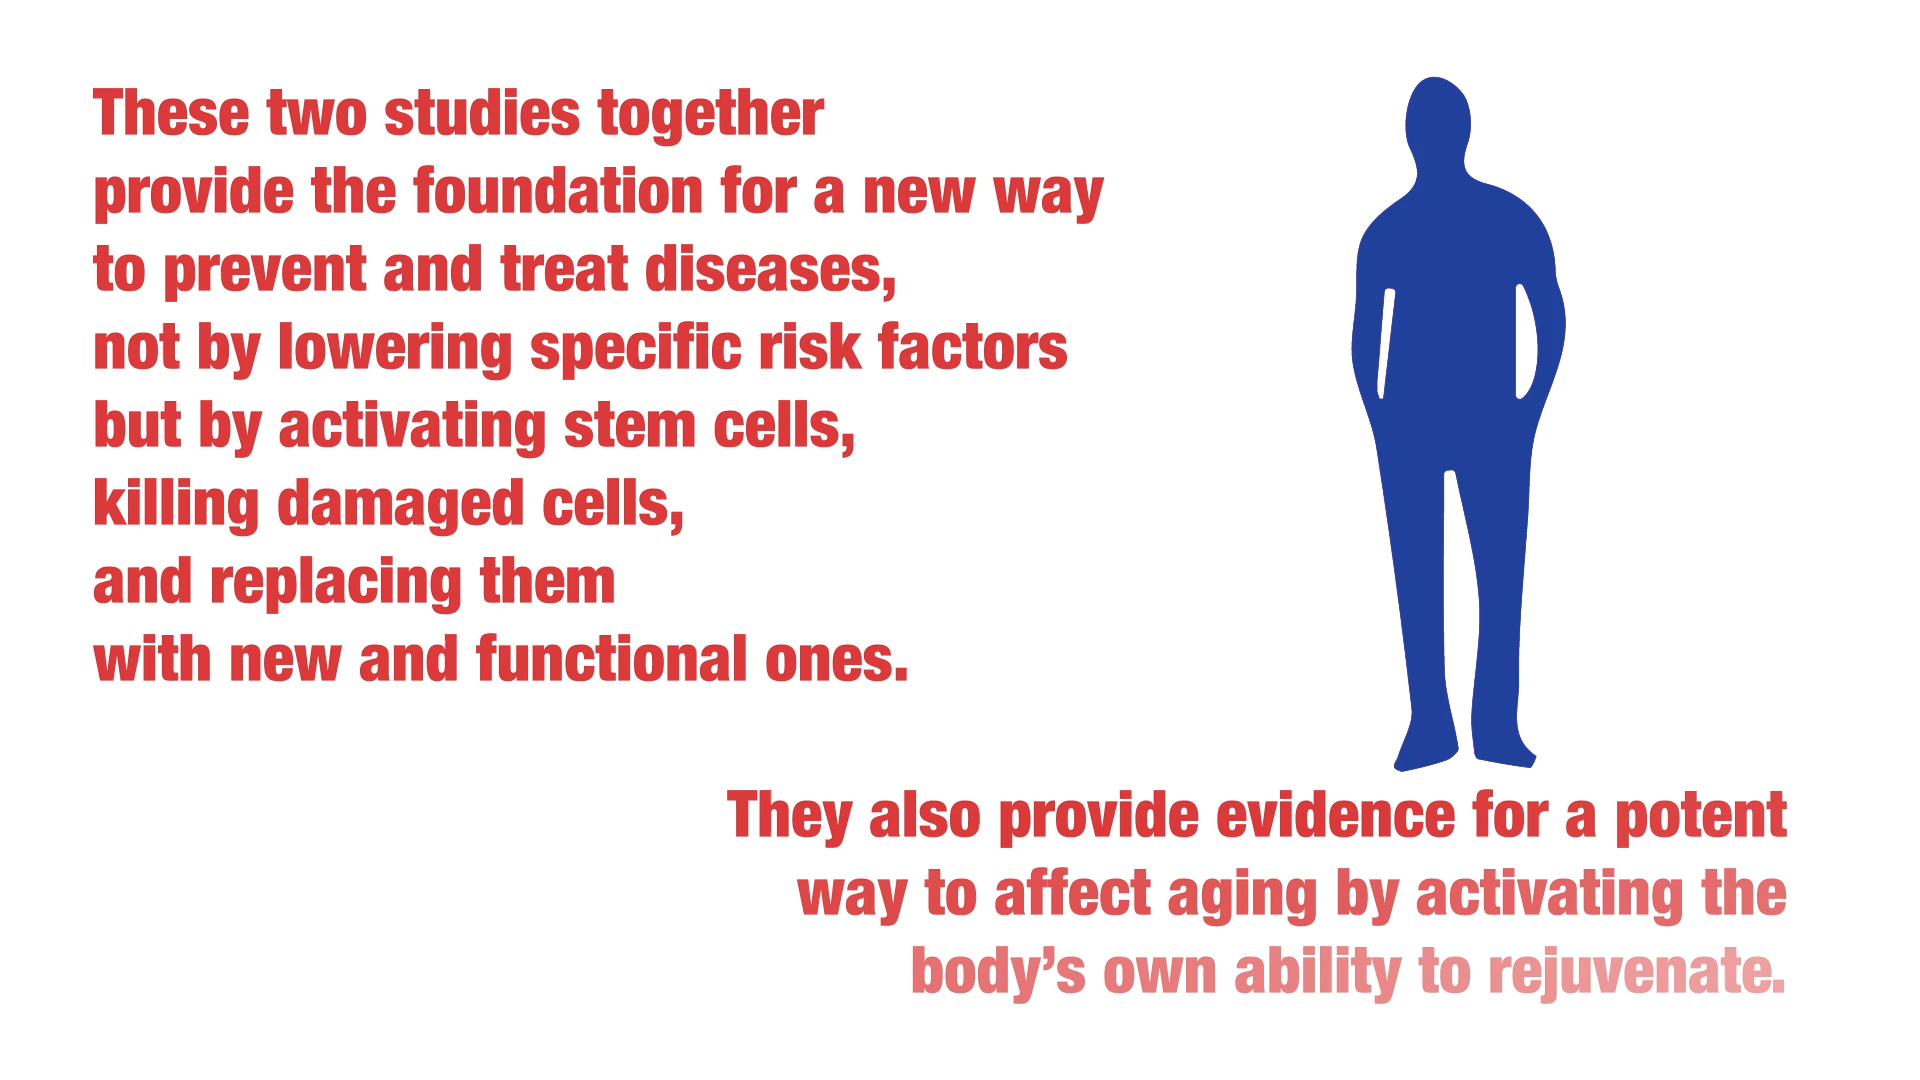 These two studies together
provide the foundation for a new way
to prevent and treat diseases,
not by lowering specific risk factors
but by activating stem cells,
killing damaged cells,
and replacing them
with new and functional ones.
They also provide evidence for a potent
way to affect aging by activating the
body’s own ability to rejuvenate.